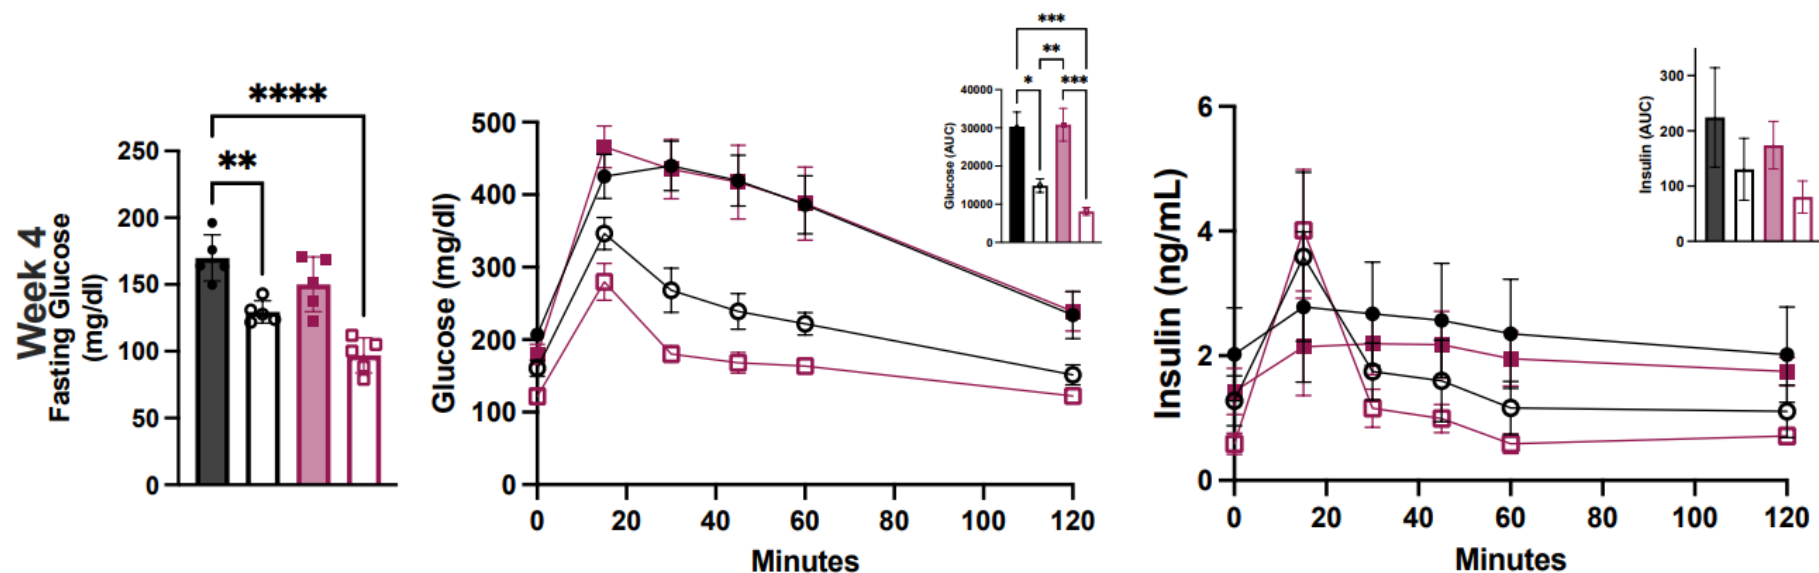 Week 4
Fasting Glucose
(mg/dl)
250
200
150
100
50
0
****
**
Glucose (mg/dl)
500
400
300
200
100
0
0 20 40 60 80 100 120
Minutes
Glucose (AUC)
40000
30000
20000
10000
0
***
**
* ***
Insulin (ng/mL)
6
4
2
0
0 20 40 60 80 100 120
Minutes
Insulin (AUC)
300
200
100
0